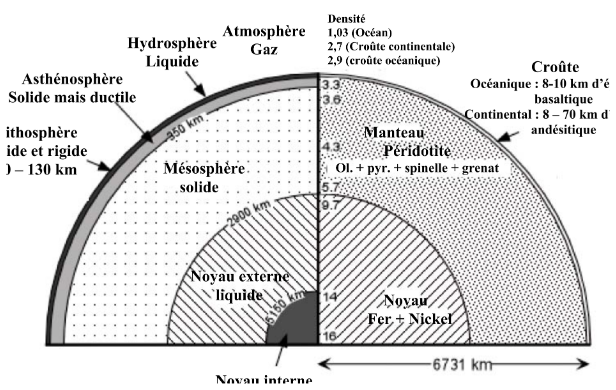 Densité
1,03 (Océan)
2,7 (Croûte continentale)
2,9 (croûte océanique)
Atmosphère
Gaz
Hydrosphère
Liquide
Asthénosphère
Solide mais ductile
ithosphère
ide et rigide
0 – 130 km
Croûte
Océanique : 8-10 km d'é
basaltique
Continental : 8 – 70 km d'
andésitique
350 km
Mésosphère
solide
3.3
3.6
4.3
5.7
9.7
14
16
Manteau
Péridotite
Ol. + pyr. + spinelle + grenat
2900 km
Noyau externe
liquide
5150 km
Noyau
Fer + Nickel
Noyau interne
6731 km